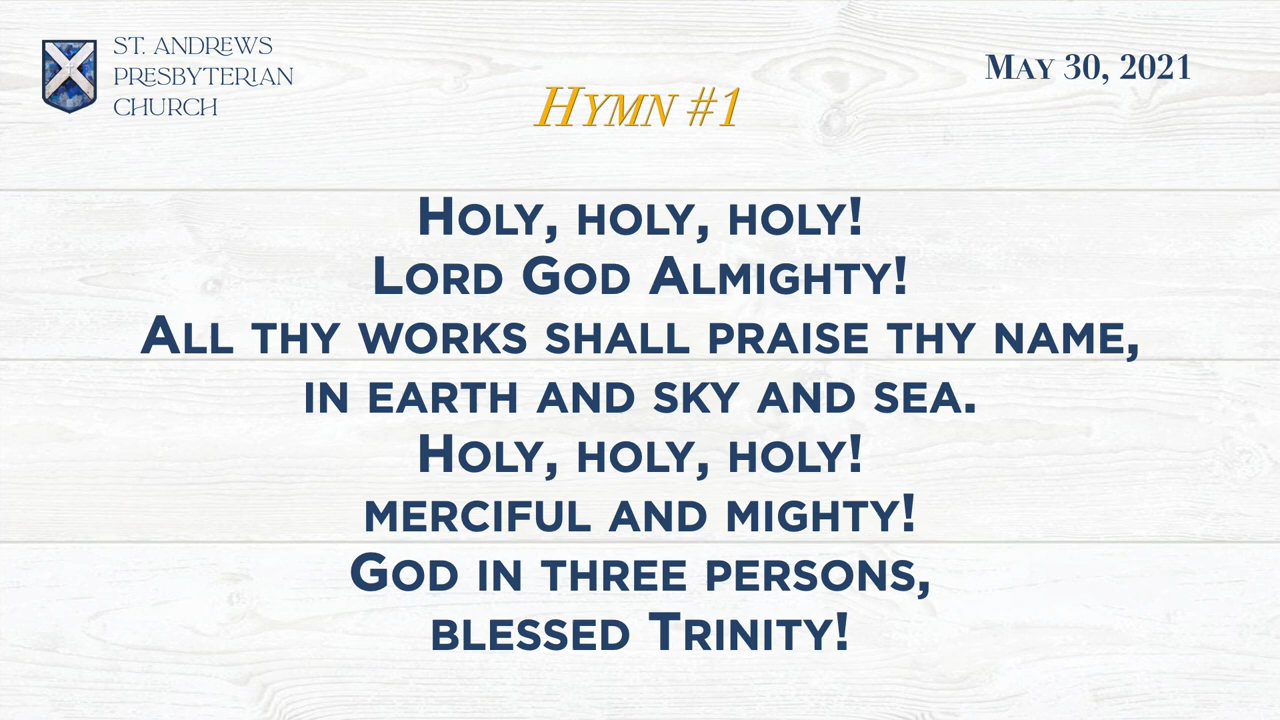 ST. ANDREWS
PRESBYTERIAN
CHURCH
May 30, 2021
Hymn #1
Holy, holy, holy!
Lord God Almighty!
All thy works shall praise thy name,
in earth and sky and sea.
Holy, holy, holy!
merciful and mighty!
God in three persons,
blessed Trinity!